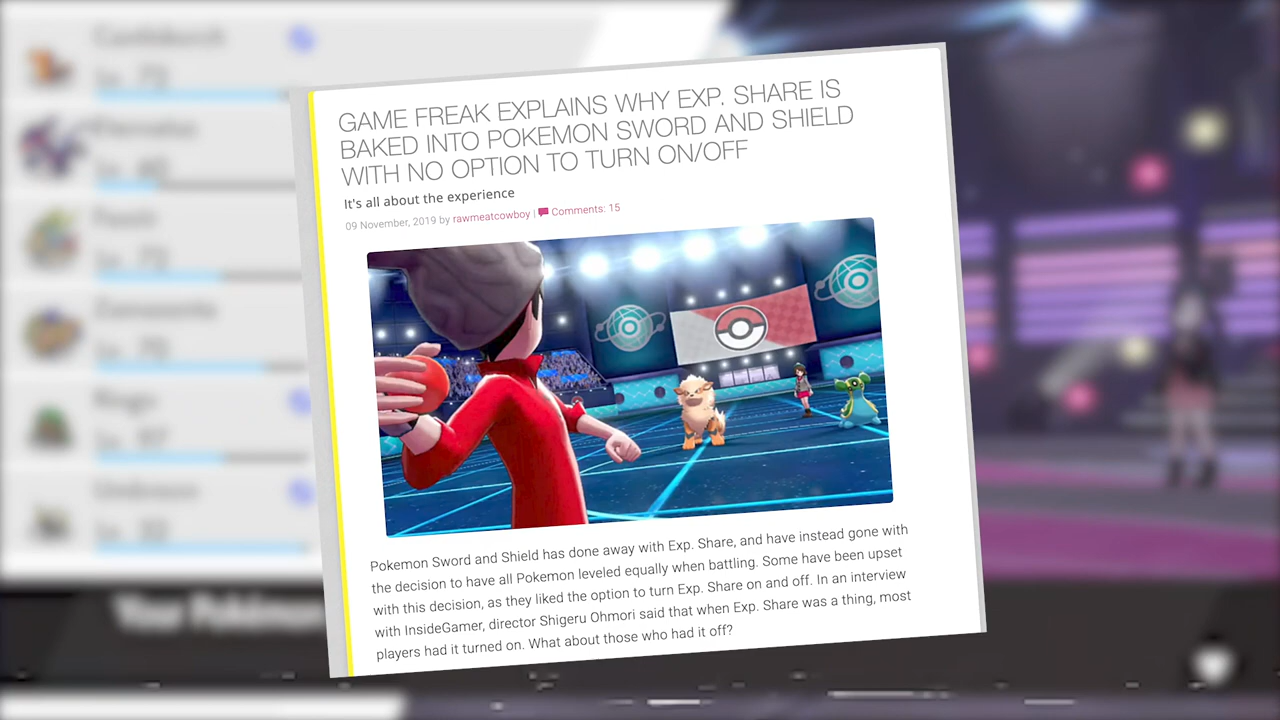 GAME FREAK EXPLAINS WHY EXP. SHARE IS
BAKED INTO POKEMON SWORD AND SHIELD
WITH NO OPTION TO TURN ON/OFF
It's all about the experience
09 November, 2019 by rawmeatcowboy | Comments: 15
Pokemon Sword and Shield has done away with Exp. Share, and have instead gone with
the decision to have all Pokemon leveled equally when battling. Some have been upset
with this decision, as they liked the option to turn Exp. Share on and off. In an interview
with InsideGamer, director Shigeru Ohmori said that when Exp. Share was a thing, most
players had it turned on. What about those who had it off?
Your Pokémon